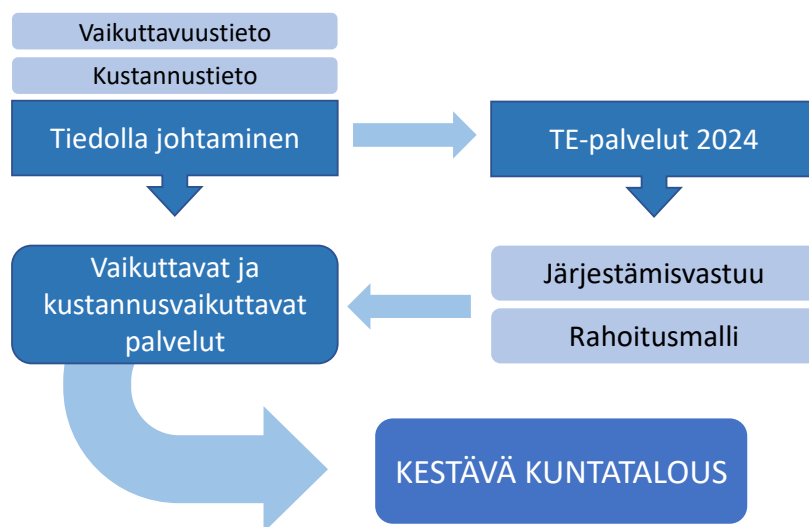 Vaikuttavuustieto
Kustannustieto
Tiedolla johtaminen
TE-palvelut 2024
Vaikuttavat ja
kustannusvaikuttavat
palvelut
Järjestämisvastuu
Rahoitusmalli
KESTÄVÄ KUNTATALOUS